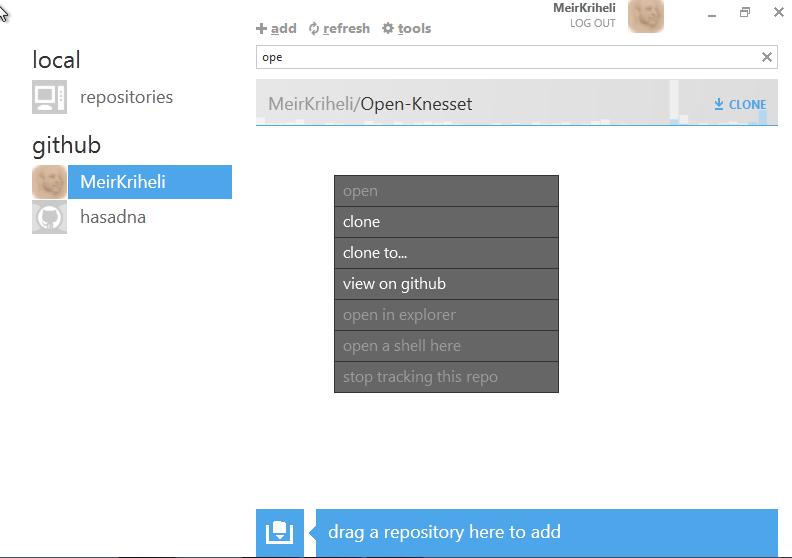 MeirKriheli
LOG OUT
add refresh tools
local
ope
repositories
MeirKriheli/Open-Knesset CLONE
github
MeirKriheli
hasadna
open
clone
clone to...
view on github
open in explorer
open a shell here
stop tracking this repo
drag a repository here to add